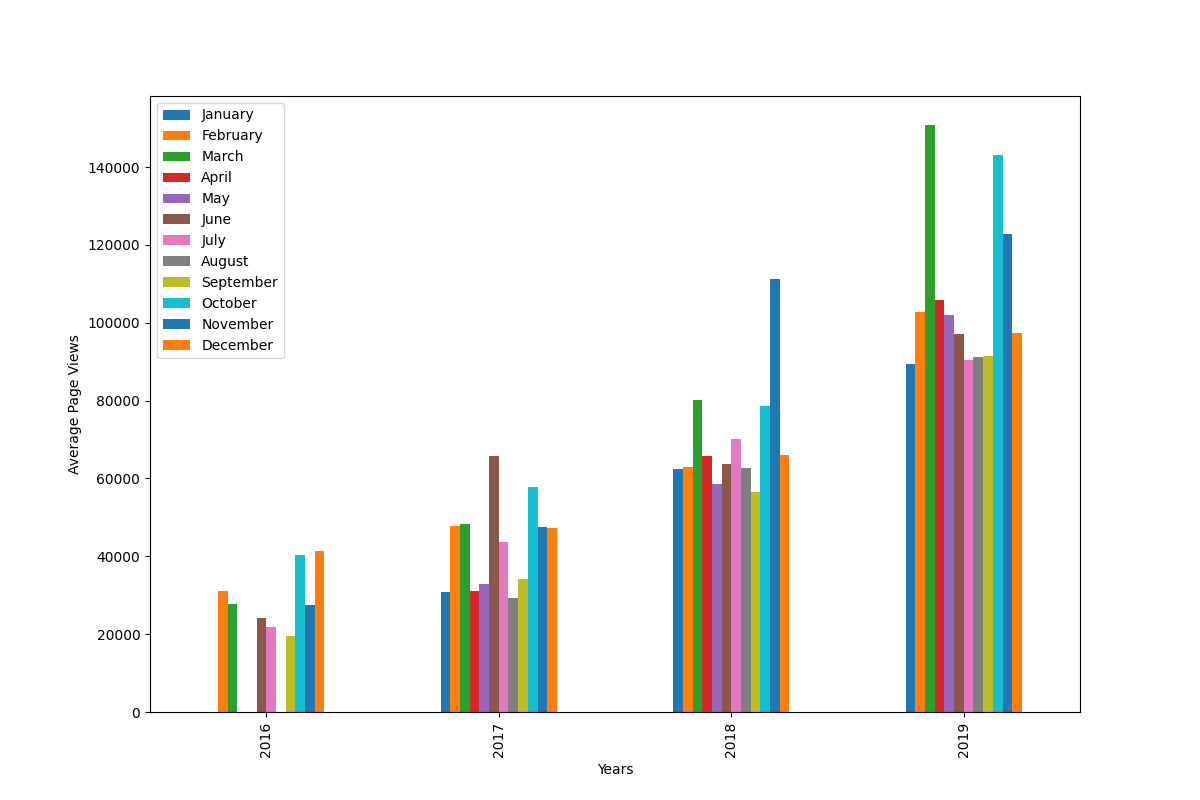 January
February
March
April
May
June
July
August
September
October
November
December
140000
120000
100000
80000
60000
40000
20000
0
Average Page Views
2016
2017
2018
2019
Years